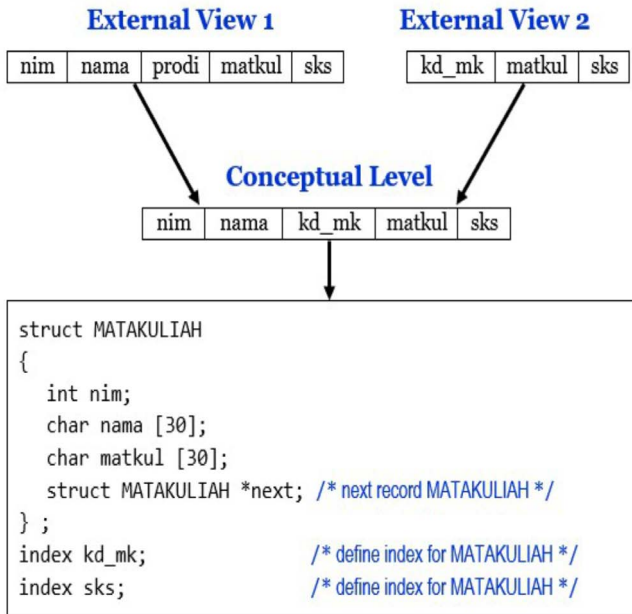 External View 1
External View 2
nim nama prodi matkul sks
kd_mk matkul sks
Conceptual Level
nim nama kd_mk matkul sks
struct MATAKULIAH
{
int nim;
char nama [30];
char matkul [30];
struct MATAKULIAH *next; /* next record MATAKULIAH */
} ;
index kd_mk; /* define index for MATAKULIAH */
index sks; /* define index for MATAKULIAH */